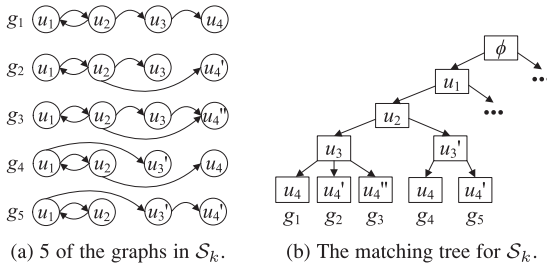 g1 u1 u2 u3 u4
g2 u1 u2 u3 u4'
g3 u1 u2 u3 u4''
g4 u1 u2 u3' u4
g5 u1 u2 u3' u4'
(a) 5 of the graphs in Sk.
ϕ
u1 •••
u2 •••
u3 u3'
u4 u4' u4'' u4 u4'
g1 g2 g3 g4 g5
(b) The matching tree for Sk.